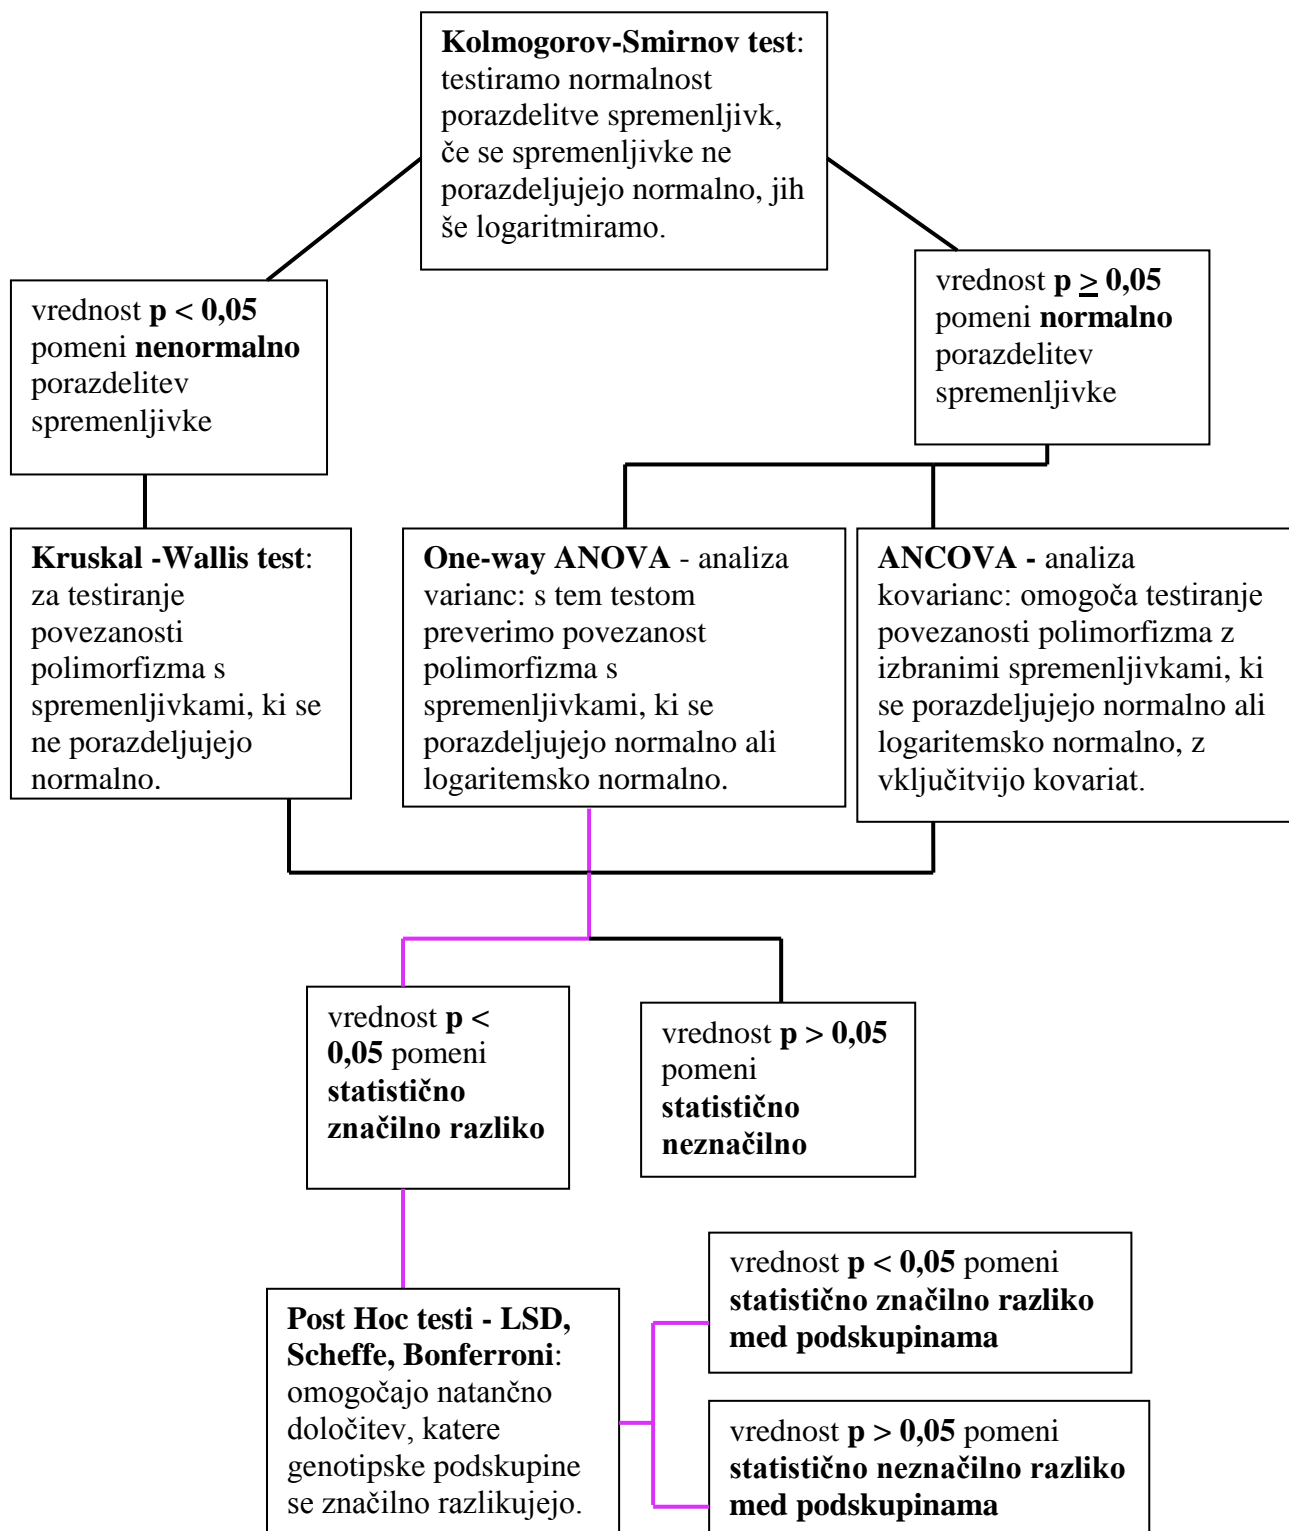 Kolmogorov-Smirnov test:
testiramo normalnost
porazdelitve spremenljivk,
če se spremenljivke ne
porazdeljujejo normalno, jih
še logaritmiramo.
vrednost p < 0,05
pomeni nenormalno
porazdelitev
spremenljivke
vrednost p ≥ 0,05
pomeni normalno
porazdelitev
spremenljivke
Kruskal -Wallis test:
za testiranje
povezanosti
polimorfizma s
spremenljivkami, ki se
ne porazdeljujejo
normalno.
One-way ANOVA - analiza
varianc: s tem testom
preverimo povezanost
polimorfizma s
spremenljivkami, ki se
porazdeljujejo normalno ali
logaritemsko normalno.
ANCOVA - analiza
kovarianc: omogoča testiranje
povezanosti polimorfizma z
izbranimi spremenljivkami, ki
se porazdeljujejo normalno ali
logaritemsko normalno, z
vključitvijo kovariat.
vrednost p <
0,05 pomeni
statistično
značilno razliko
vrednost p > 0,05
pomeni
statistično
neznačilno
Post Hoc testi - LSD,
Scheffe, Bonferroni:
omogočajo natančno
določitev, katere
genotipske podskupine
se značilno razlikujejo.
vrednost p < 0,05 pomeni
statistično značilno razliko
med podskupinama
vrednost p > 0,05 pomeni
statistično neznačilno razliko
med podskupinama